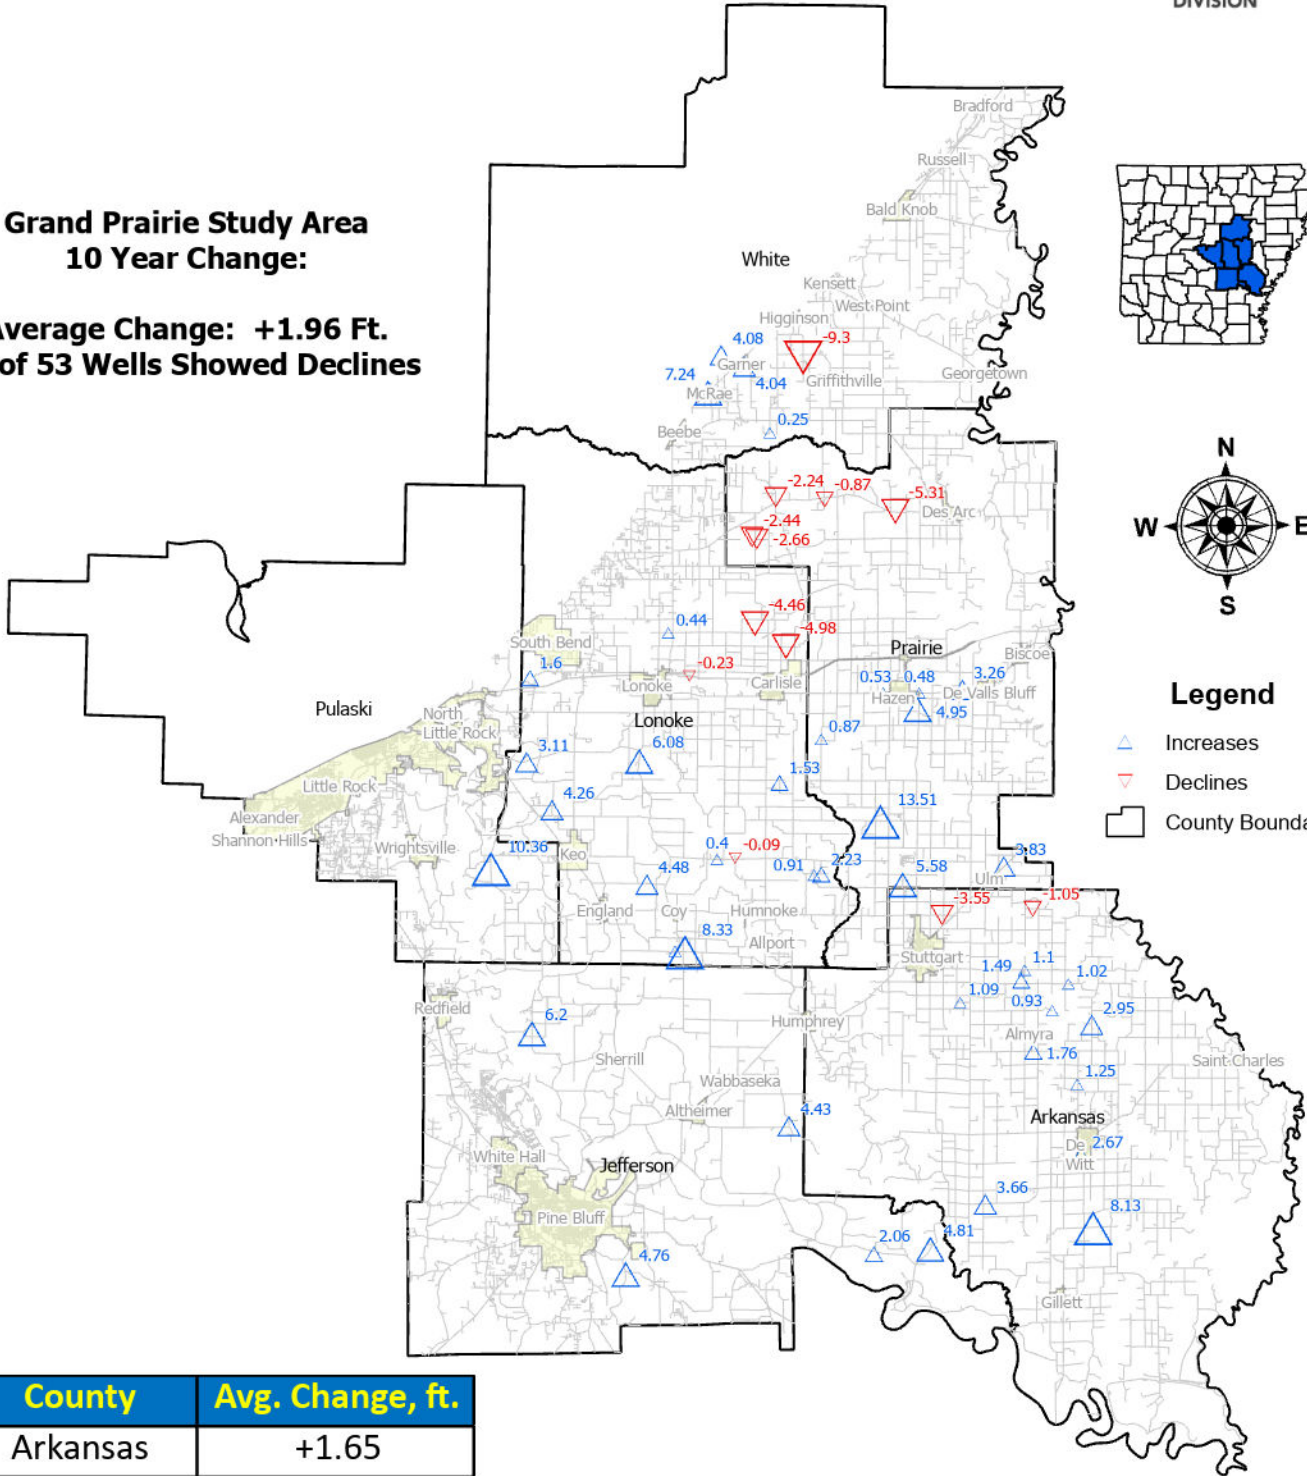 DIVISION
Grand Prairie Study Area
10 Year Change:
Average Change: +1.96 Ft.
of 53 Wells Showed Declines
Bradford
Russell
Bald Knob
White
Kensett
West Point
Higginson
4.08
-9.3
Garner
7.24
4.04
Griffithville
Georgetown
McRae
0.25
Beebe
-2.24
-0.87
-5.31
Des Arc
-2.44
-2.66
N
W
E
S
-4.46
0.44
-4.98
South Bend
Prairie
Biscoe
1.6
-0.23
Lonoke
Carlisle
0.53
0.48
3.26
Hazen
De Valls Bluff
4.95
Legend
Increases
Declines
County Bounda
Pulaski
North
Little Rock
Lonoke
0.87
3.11
6.08
1.53
Little Rock
4.26
13.51
Alexander
Shannon Hills
Wrightsville
10.36
Keo
0.4
-0.09
4.48
0.91
2.23
3.83
5.58
Ulm
England
Coy
Humnoke
8.33
Allport
-3.55
-1.05
Stuttgart
1.49
1.1
1.02
1.09
0.93
2.95
Redfield
6.2
Humphrey
Almyra
1.76
Saint Charles
Sherrill
1.25
Wabbaseka
Altheimer
4.43
Arkansas
White Hall
Jefferson
De
Witt
2.67
3.66
8.13
Pine Bluff
2.06
4.81
4.76
Gillett
County
Avg. Change, ft.
Arkansas
+1.65